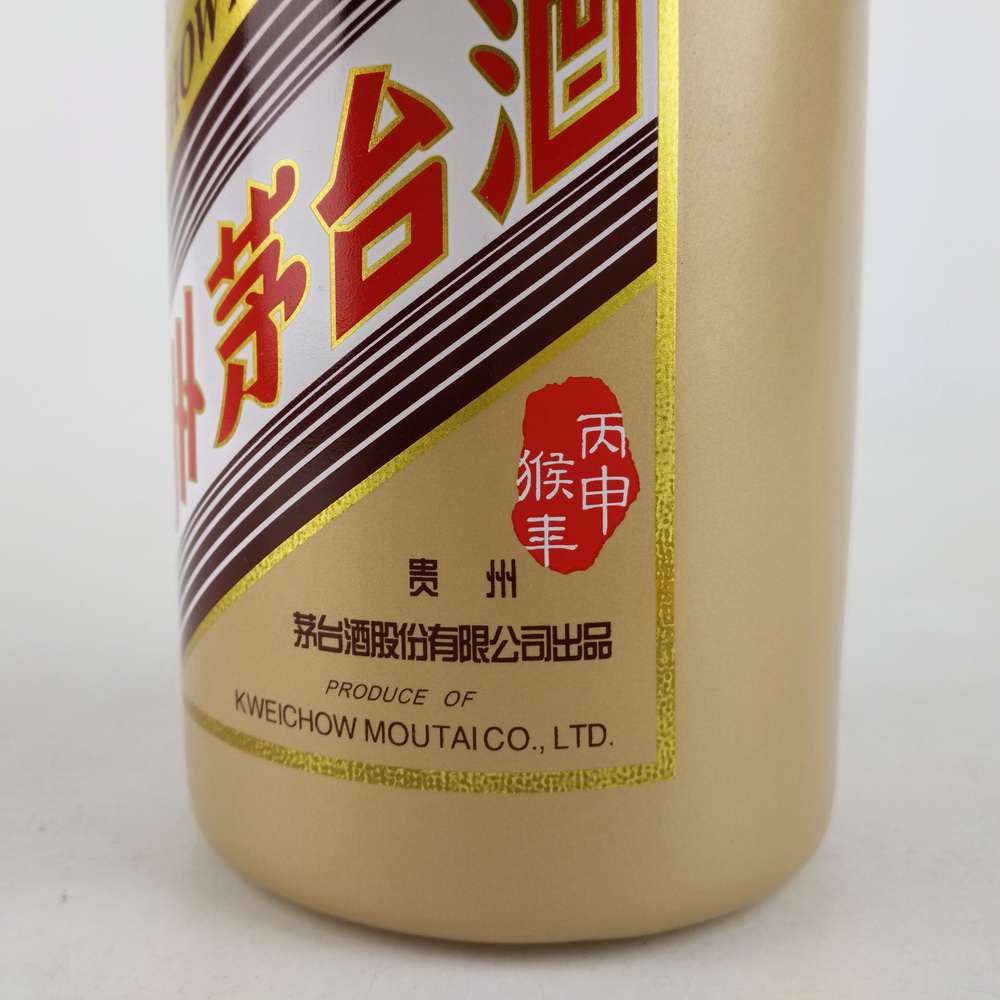 州茅台酒
丙申
猴年
贵 州
茅台酒股份有限公司出品
PRODUCE OF
KWEICHOW MOUTAI CO., LTD.